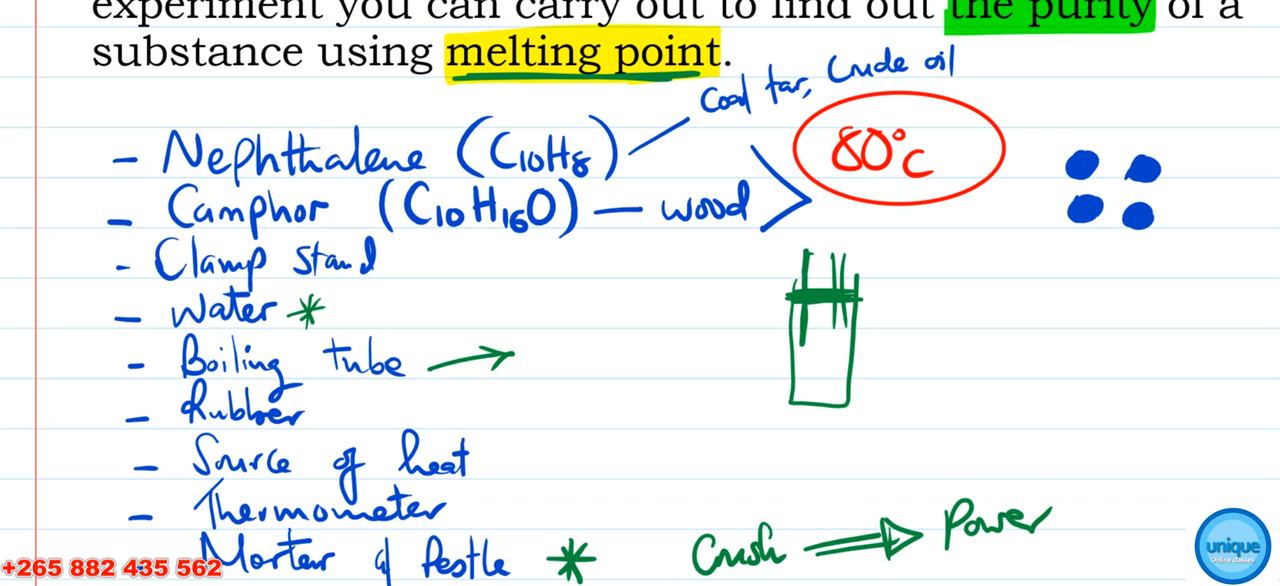 experiment you can carry out to find out the purity of a
substance using melting point.
Coal tar, Crude oil
- Nephthalene (C10H8)
80°C
- Camphor (C10H16O) — wood
- Clamp stand
- Water *
- Boiling tube →
- Rubber
- Source of heat
- Thermometer
- Mortar & Pestle *
Crush ⇒ Power
+265 882 435 562
unique
Online classes